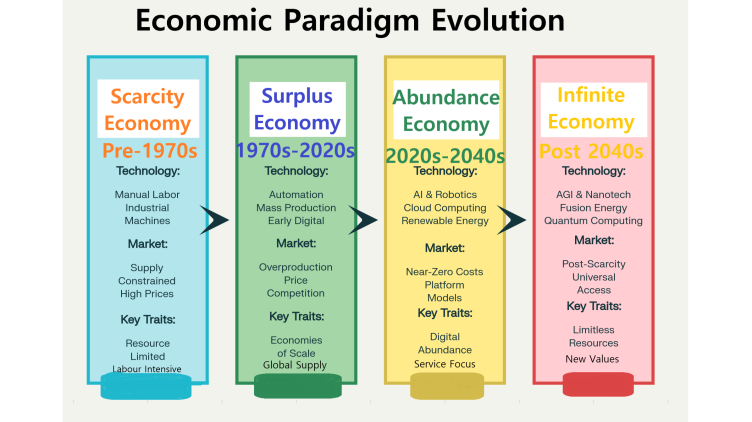 Economic Paradigm Evolution
Scarcity
Economy
Pre-1970s
Technology:
Manual Labor
Industrial
Machines
Market:
Supply
Constrained
High Prices
Key Traits:
Resource
Limited
Labour Intensive
Surplus
Economy
1970s-2020s
Technology:
Automation
Mass Production
Early Digital
Market:
Overproduction
Price
Competition
Key Traits:
Economies
of Scale
Global Supply
Abundance
Economy
2020s-2040s
Technology:
AI & Robotics
Cloud Computing
Renewable Energy
Market:
Near-Zero Costs
Platform
Models
Key Traits:
Digital
Abundance
Service Focus
Infinite
Economy
Post 2040s
Technology:
AGI & Nanotech
Fusion Energy
Quantum Computing
Market:
Post-Scarcity
Universal
Access
Key Traits:
Limitless
Resources
New Values